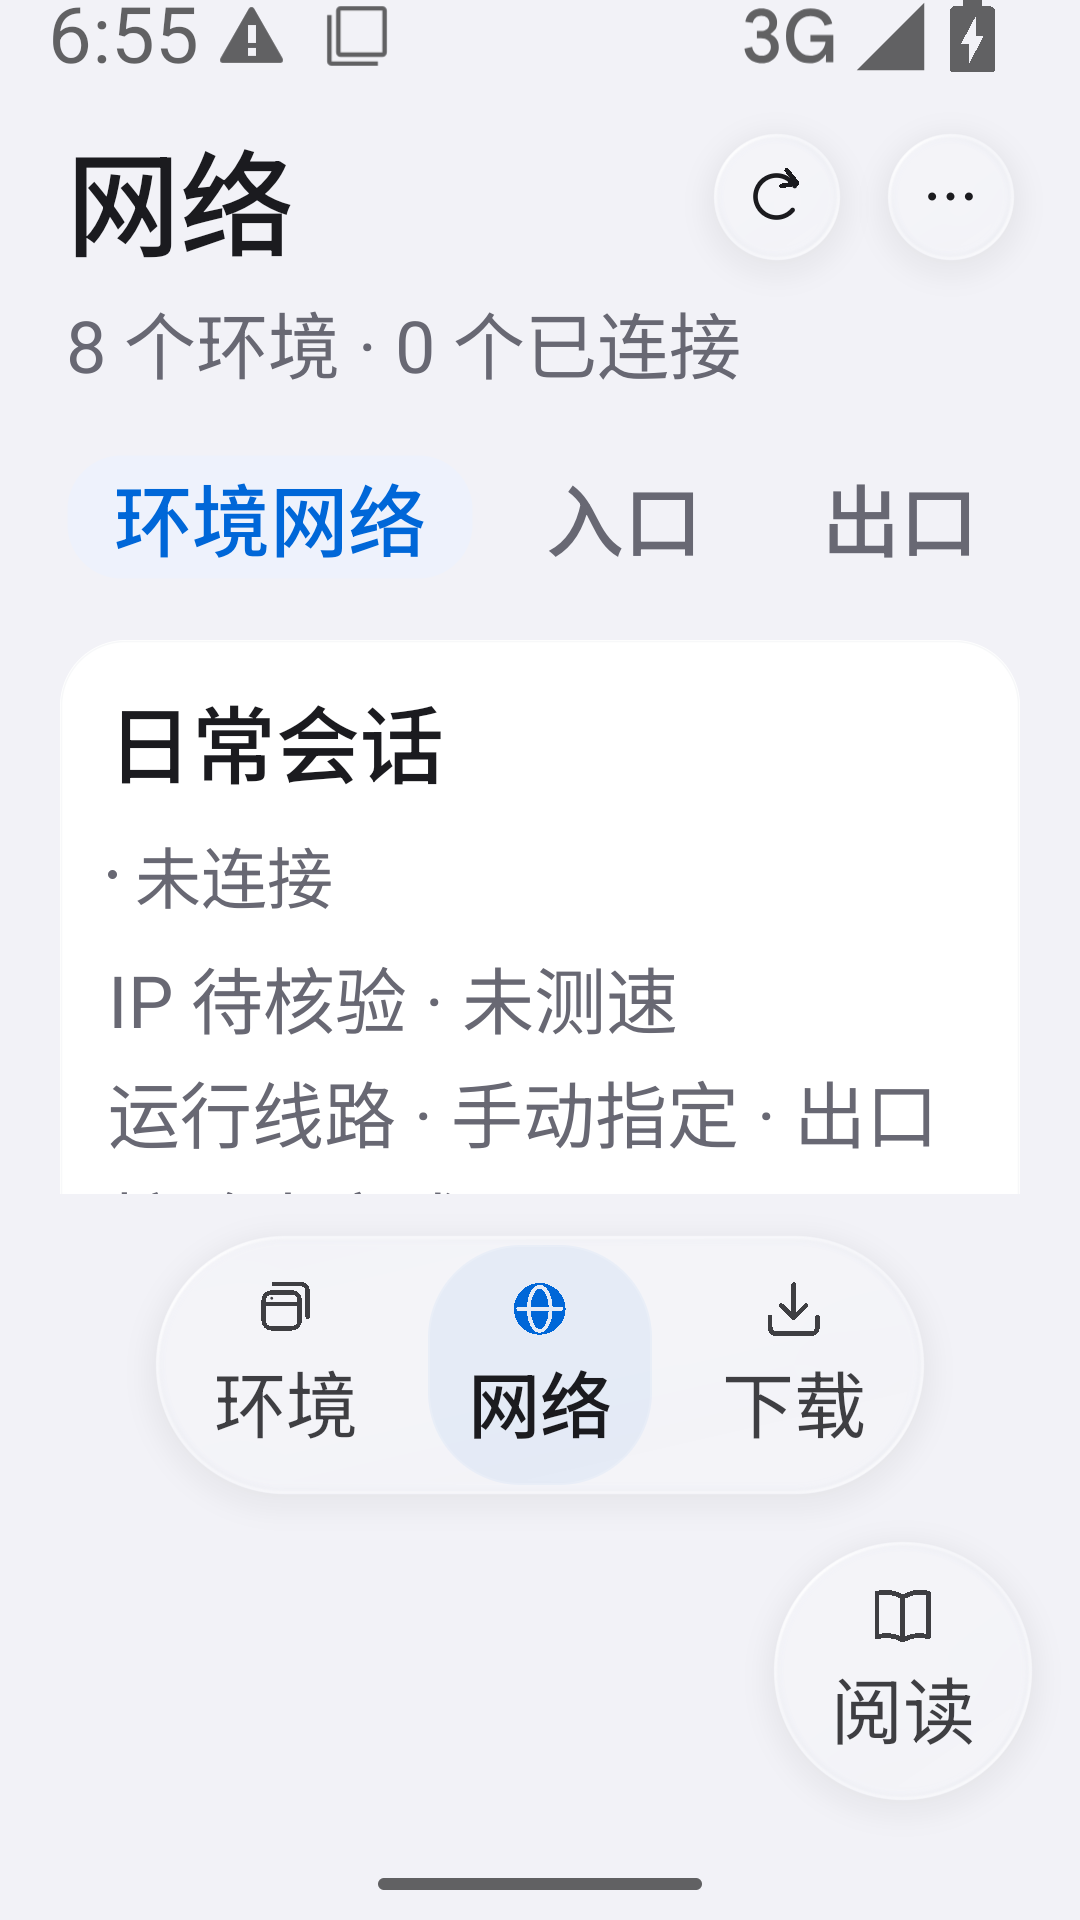 6:55 3G
网络
8 个环境 · 0 个已连接
环境网络 入口 出口
日常会话
· 未连接
IP 待核验 · 未测速
运行线路 · 手动指定 · 出口
环境 网络 下载
阅读